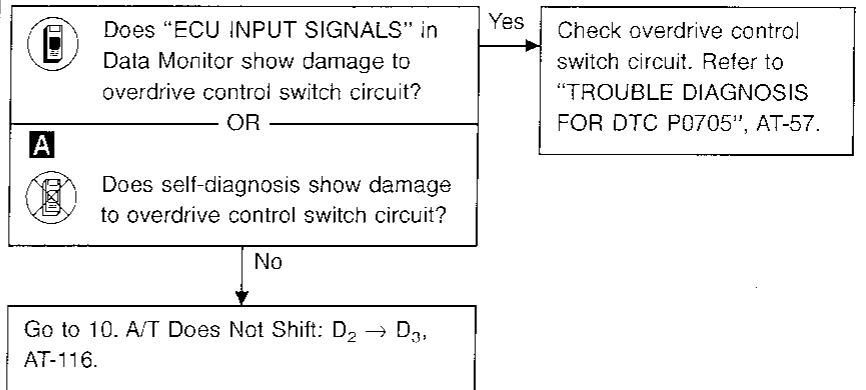 Does “ECU INPUT SIGNALS” in
Data Monitor show damage to
overdrive control switch circuit?
OR
A
Does self-diagnosis show damage
to overdrive control switch circuit?
Yes
Check overdrive control
switch circuit. Refer to
“TROUBLE DIAGNOSIS
FOR DTC P0705”, AT-57.
No
Go to 10. A/T Does Not Shift: D₂ → D₃,
AT-116.